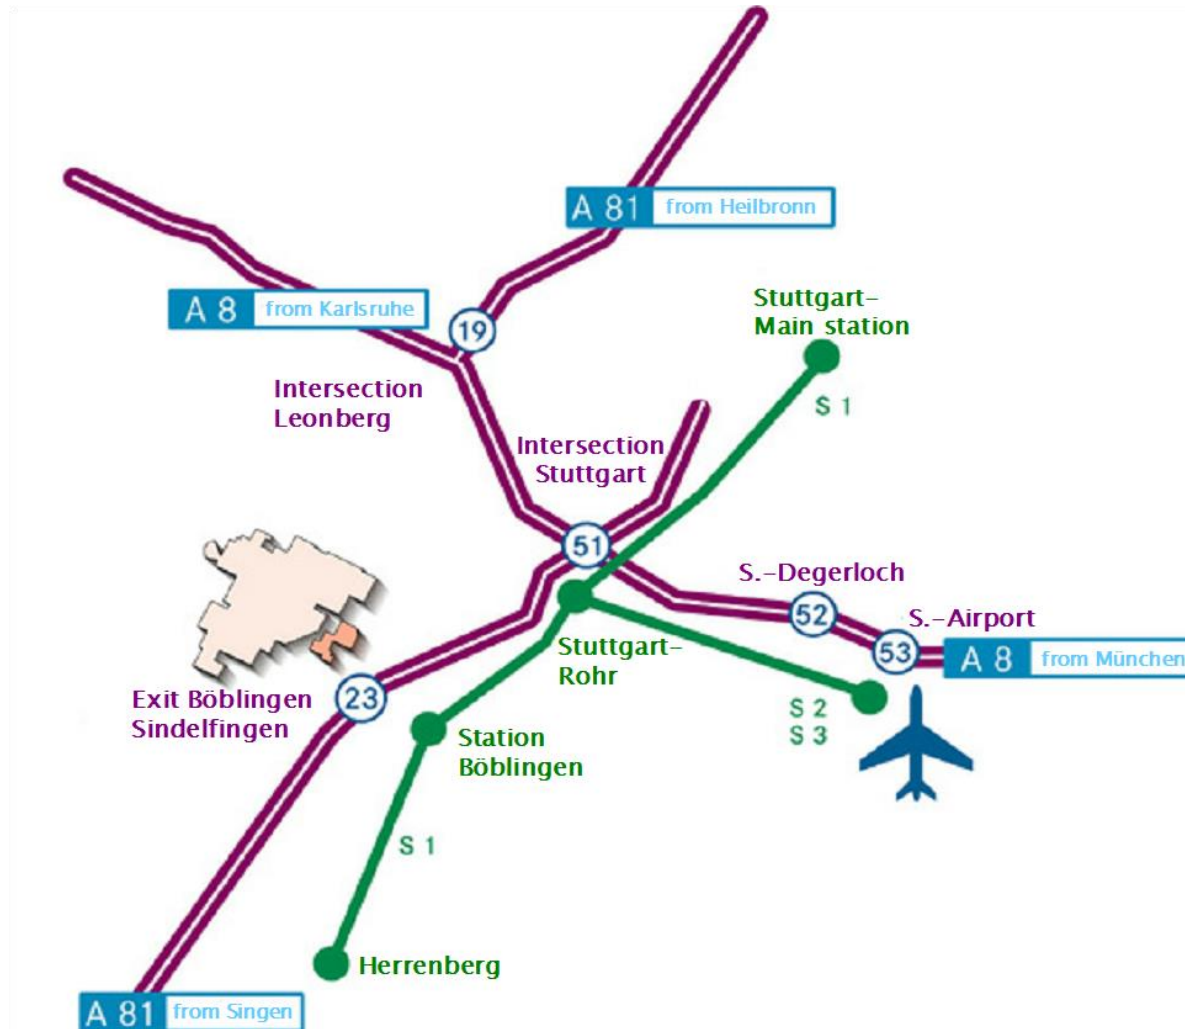 A 81 from Heilbronn
A 8 from Karlsruhe
19
Stuttgart–
Main station
S 1
Intersection
Leonberg
Intersection
Stuttgart
51
S.-Degerloch
52
S.-Airport
53
A 8 from München
Stuttgart–
Rohr
Exit Böblingen
Sindelfingen
23
S 2
S 3
Station
Böblingen
S 1
Herrenberg
A 81 from Singen